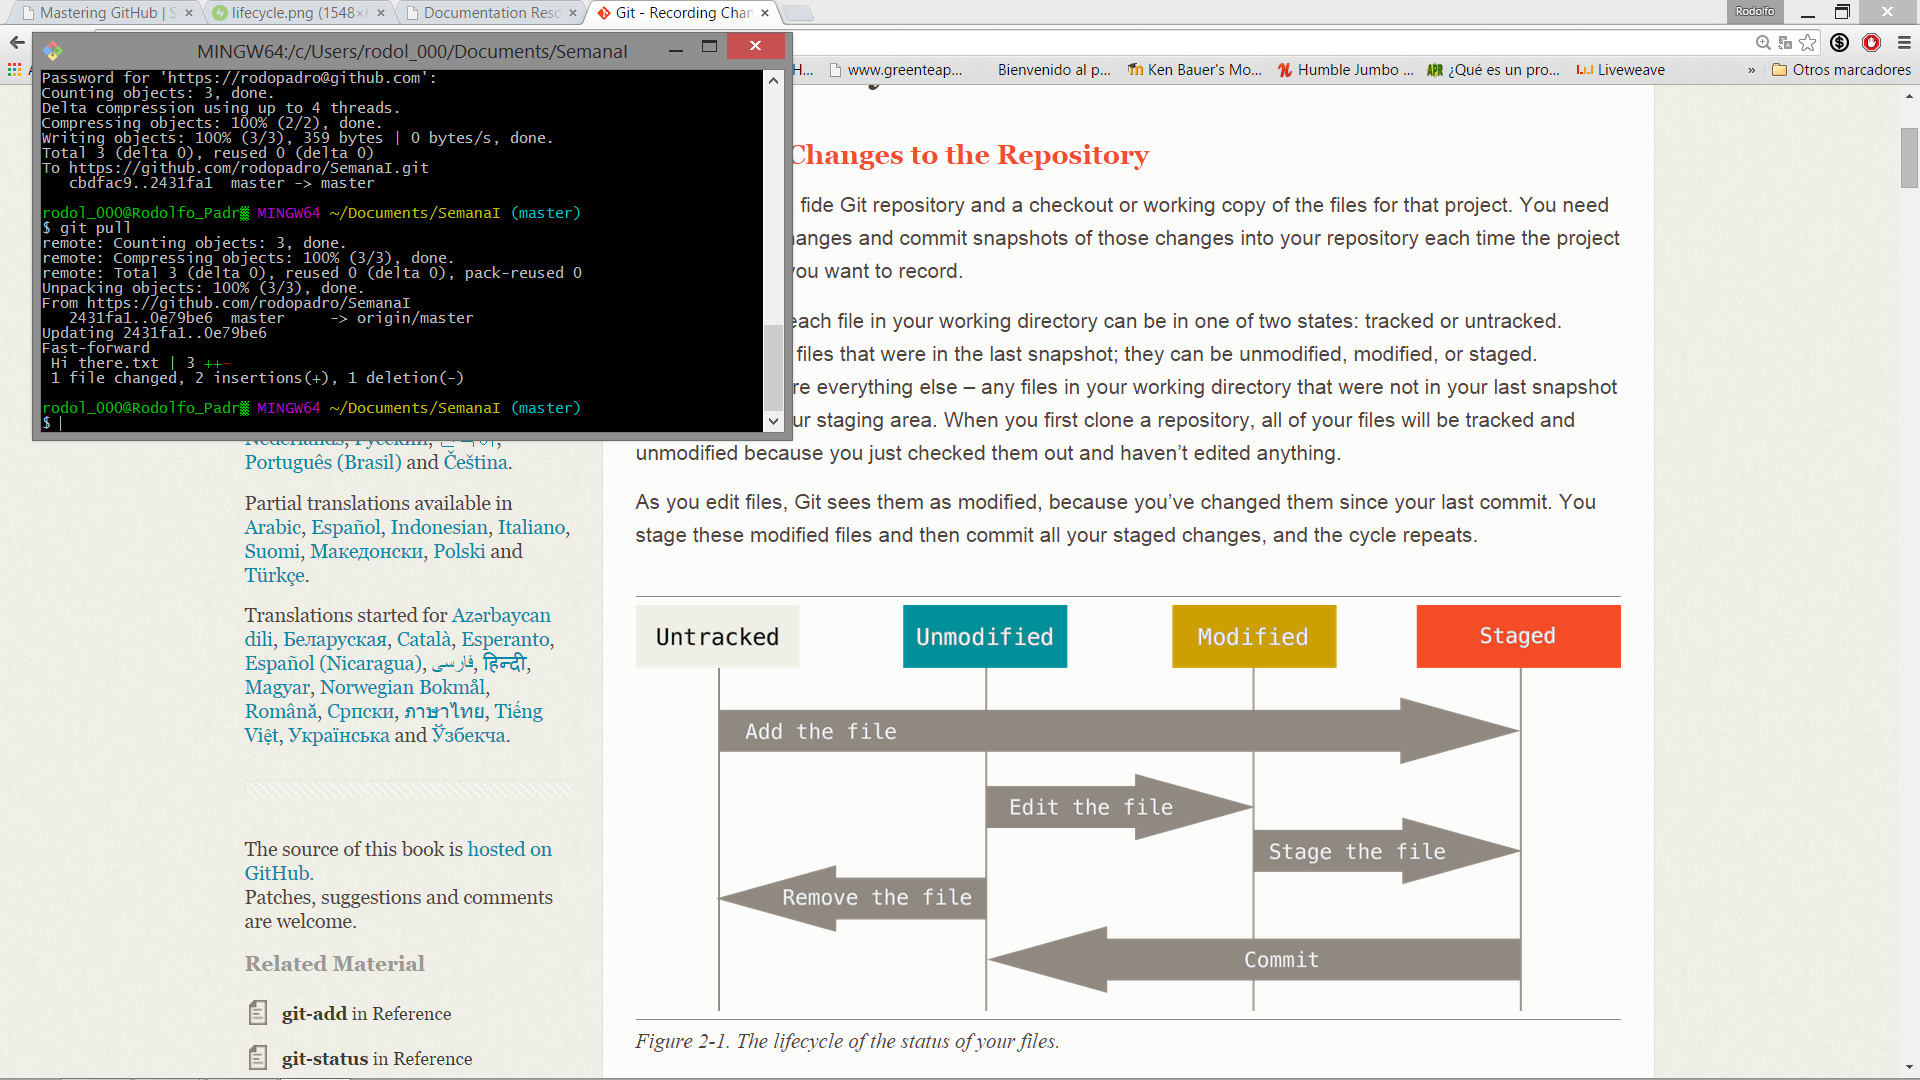 Mastering GitHub | S
lifecycle.png (1548×
Documentation Reso
Git - Recording Chan
Rodolfo
www.greenteap...
Bienvenido al p...
Ken Bauer's Mo...
Humble Jumbo ...
¿Qué es un pro...
Liveweave
»
Otros marcadores
MINGW64:/c/Users/rodol_000/Documents/SemanaI
Password for 'https://rodopadro@github.com':
Counting objects: 3, done.
Delta compression using up to 4 threads.
Compressing objects: 100% (2/2), done.
Writing objects: 100% (3/3), 359 bytes | 0 bytes/s, done.
Total 3 (delta 0), reused 0 (delta 0)
To https://github.com/rodopadro/SemanaI.git
cbdfac9..2431fa1  master -> master
rodol_000@Rodolfo_Padr▒ MINGW64 ~/Documents/SemanaI (master)
$ git pull
remote: Counting objects: 3, done.
remote: Compressing objects: 100% (3/3), done.
remote: Total 3 (delta 0), reused 0 (delta 0), pack-reused 0
Unpacking objects: 100% (3/3), done.
From https://github.com/rodopadro/SemanaI
2431fa1..0e79be6  master     -> origin/master
Updating 2431fa1..0e79be6
Fast-forward
Hi there.txt | 3 ++-
1 file changed, 2 insertions(+), 1 deletion(-)
rodol_000@Rodolfo_Padr▒ MINGW64 ~/Documents/SemanaI (master)
$
Português (Brasil) and Čeština.
Partial translations available in
Arabic, Español, Indonesian, Italiano,
Suomi, Македонски, Polski and
Türkçe.
Translations started for Azərbaycan
dili, Беларуская, Català, Esperanto,
Español (Nicaragua), فارسی, हिन्दी,
Magyar, Norwegian Bokmål,
Română, Српски, ภาษาไทย, Tiếng
Việt, Українська and Ўзбекча.
The source of this book is hosted on
GitHub.
Patches, suggestions and comments
are welcome.
Related Material
git-add in Reference
git-status in Reference
Changes to the Repository
fide Git repository and a checkout or working copy of the files for that project. You need
anges and commit snapshots of those changes into your repository each time the project
you want to record.
each file in your working directory can be in one of two states: tracked or untracked.
files that were in the last snapshot; they can be unmodified, modified, or staged.
re everything else – any files in your working directory that were not in your last snapshot
ur staging area. When you first clone a repository, all of your files will be tracked and
unmodified because you just checked them out and haven’t edited anything.
As you edit files, Git sees them as modified, because you’ve changed them since your last commit. You
stage these modified files and then commit all your staged changes, and the cycle repeats.
Untracked
Unmodified
Modified
Staged
Add the file
Edit the file
Stage the file
Remove the file
Commit
Figure 2-1. The lifecycle of the status of your files.